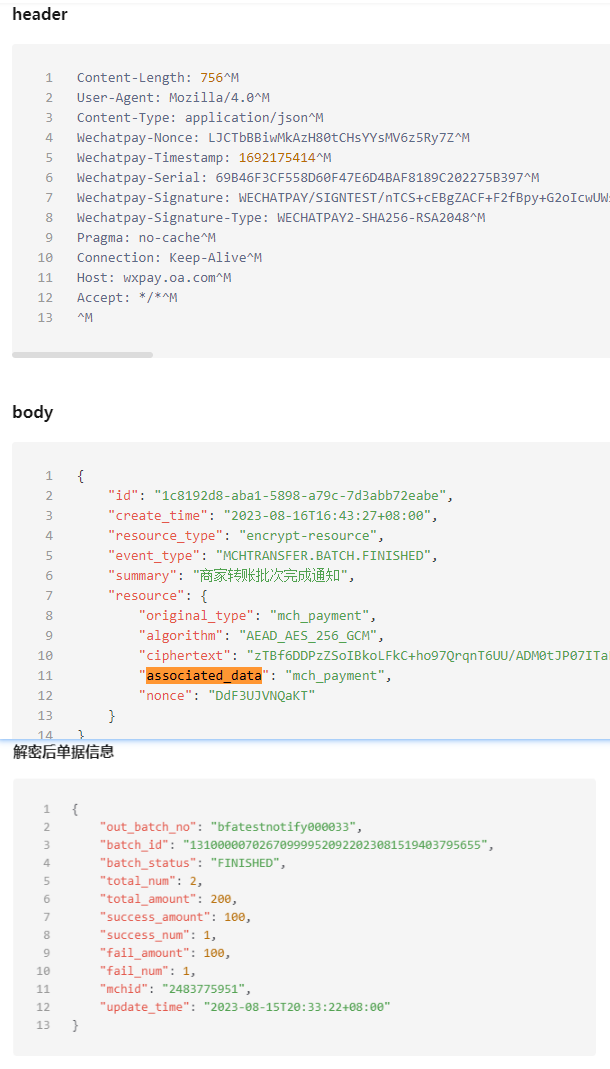 header
1 Content-Length: 756^M
2 User-Agent: Mozilla/4.0^M
3 Content-Type: application/json^M
4 Wechatpay-Nonce: LJCTbBBiwMkAzH80tCHsYYsMV6z5Ry7Z^M
5 Wechatpay-Timestamp: 1692175414^M
6 Wechatpay-Serial: 69B46F3CF558D60F47E6D4BAF8189C202275B397^M
7 Wechatpay-Signature: WECHATPAY/SIGNTEST/nTCS+cEBgZACF+F2fBpy+G2oIcwUWs
8 Wechatpay-Signature-Type: WECHATPAY2-SHA256-RSA2048^M
9 Pragma: no-cache^M
10 Connection: Keep-Alive^M
11 Host: wxpay.oa.com^M
12 Accept: */*^M
13 ^M
body
1 {
2 "id": "1c8192d8-aba1-5898-a79c-7d3abb72eabe",
3 "create_time": "2023-08-16T16:43:27+08:00",
4 "resource_type": "encrypt-resource",
5 "event_type": "MCHTRANSFER.BATCH.FINISHED",
6 "summary": "商家转账批次完成通知",
7 "resource": {
8 "original_type": "mch_payment",
9 "algorithm": "AEAD_AES_256_GCM",
10 "ciphertext": "zTBf6DDPzZSoIBkoLFkC+ho97QrqnT6UU/ADM0tJP07ITa
11 "associated_data": "mch_payment",
12 "nonce": "DdF3UJVNQaKT"
13 }
14 }
解密后单据信息
1 {
2 "out_batch_no": "bfatestnotify000033",
3 "batch_id": "131000007026709999520922023081519403795655",
4 "batch_status": "FINISHED",
5 "total_num": 2,
6 "total_amount": 200,
7 "success_amount": 100,
8 "success_num": 1,
9 "fail_amount": 100,
10 "fail_num": 1,
11 "mchid": "2483775951",
12 "update_time": "2023-08-15T20:33:22+08:00"
13 }